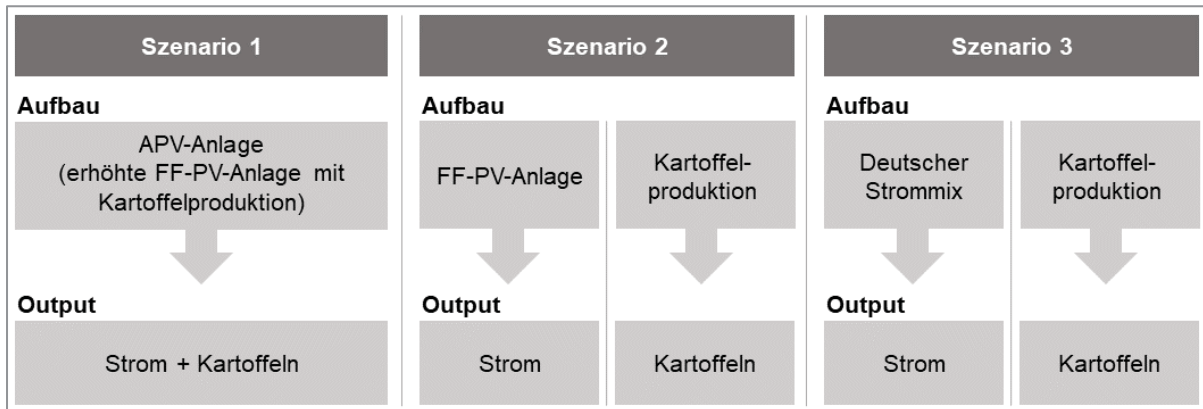 Szenario 1
Aufbau
APV-Anlage
(erhöhte FF-PV-Anlage mit
Kartoffelproduktion)
Output
Strom + Kartoffeln
Szenario 2
Aufbau
FF-PV-Anlage
Kartoffel-
produktion
Output
Strom
Kartoffeln
Szenario 3
Aufbau
Deutscher
Strommix
Kartoffel-
produktion
Output
Strom
Kartoffeln